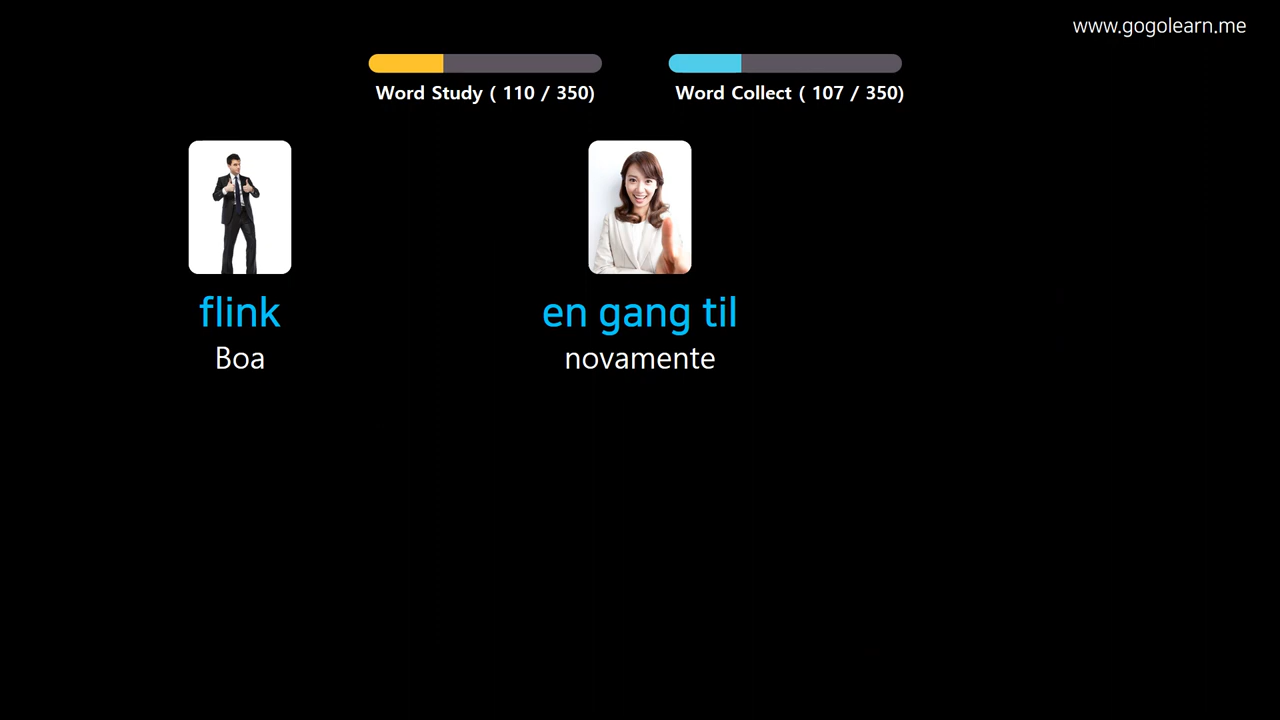 www.gogolearn.me
Word Study ( 110 / 350)
Word Collect ( 107 / 350)
flink
Boa
en gang til
novamente